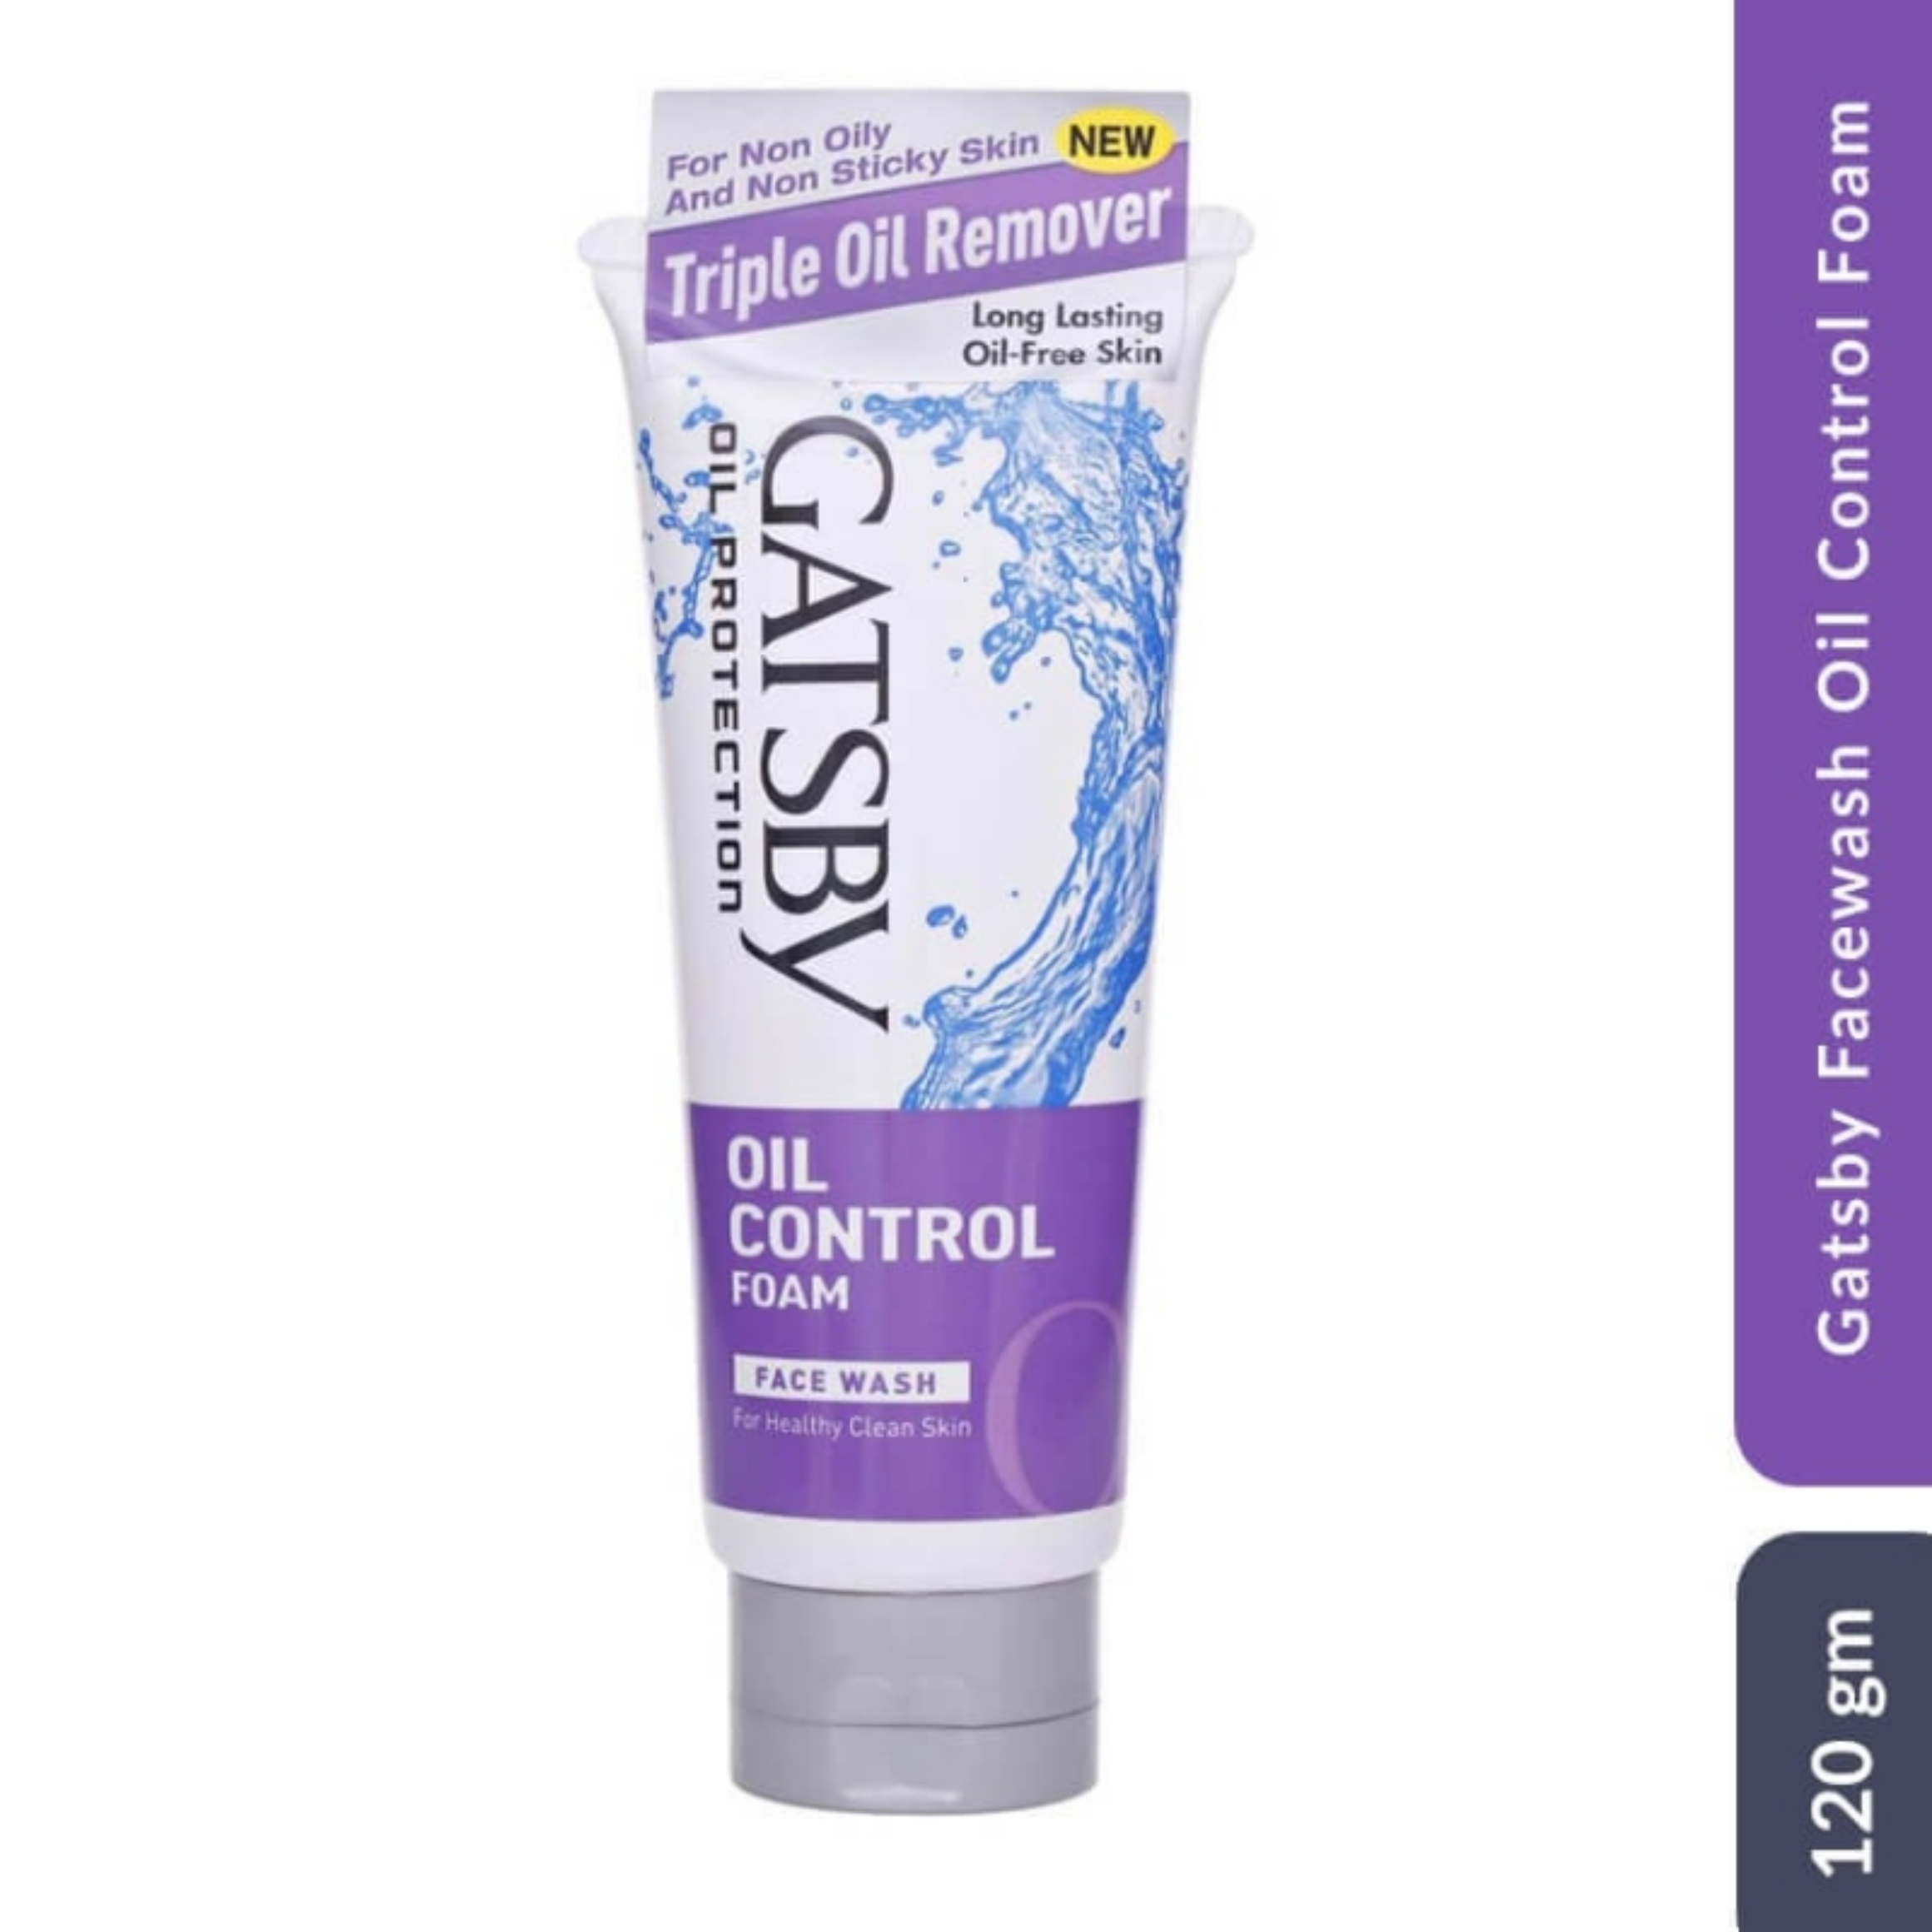 For Non Oily
And Non Sticky Skin
NEW
Triple Oil Remover
Long Lasting
Oil-Free Skin
GATSBY
OIL PROTECTION
OIL
CONTROL
FOAM
FACE WASH
For Healthy Clean Skin
Gatsby Facewash Oil Control Foam
120 gm